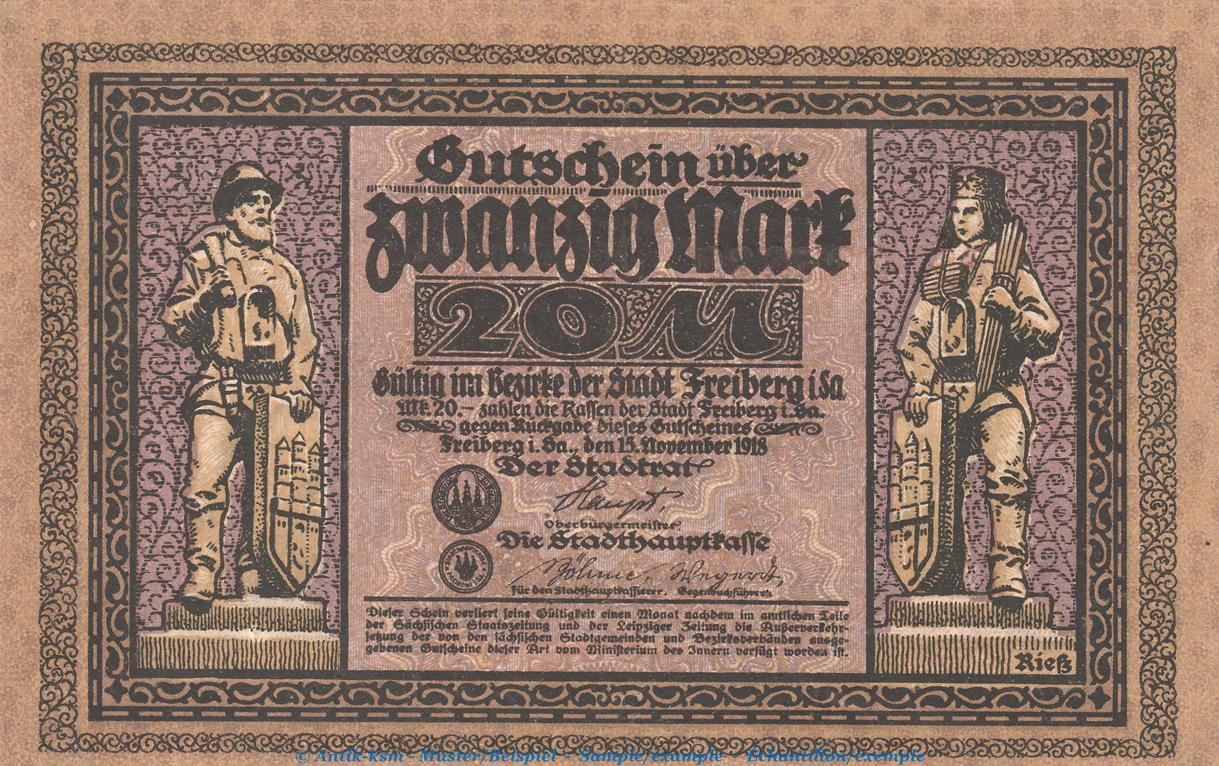 Gutschein über
zwanzig Mark
20 M
Gültig im Bezirke der Stadt Freiberg i. Sa.
Mk. 20.— zahlen die Kassen der Stadt Freiberg i. Sa.
gegen Rückgabe dieses Gutscheines
Freiberg i. Sa., den 15. November 1918
Der Stadtrat
Haupt.
Oberbürgermeister
Die Stadthauptkasse
Böhme, Wegerdt
für den Stadthauptkassierer. Gegenbuchführer.
Dieser Schein verliert seine Gültigkeit einen Monat nachdem im amtlichen Teile
der Sächsischen Staatszeitung und der Leipziger Zeitung die Außerverkehr-
setzung der von den sächsischen Stadtgemeinden und Bezirksverbänden ausge-
gebenen Gutscheine dieser Art vom Ministerium des Innern verfügt worden ist.
Rieß
© Antik-ksm - Muster/Beispiel - Sample/example - Echantillon/exemple